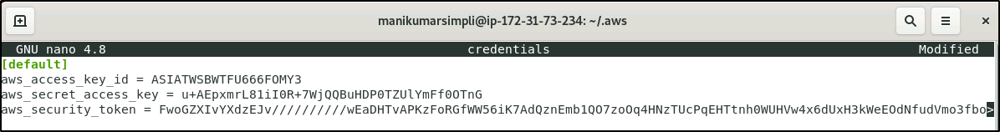 manikumarsimpli@ip-172-31-73-234: ~/.aws
GNU nano 4.8 credentials Modified
[default]
aws_access_key_id = ASIATWSBWTFU666FOMY3
aws_secret_access_key = u+AEpxmrL81iI0R+7WjQQBuHDP0TZUlYmFf0OTnG
aws_security_token = FwoGZXIvYXdzEJv//////////wEaDHTvAPKzFoRGfWW56iK7AdQznEmb1QO7zoOq4HNzTUcPqEHTtnh0WUHVw4x6dUxH3kWeEOdNfudVmo3fbo>